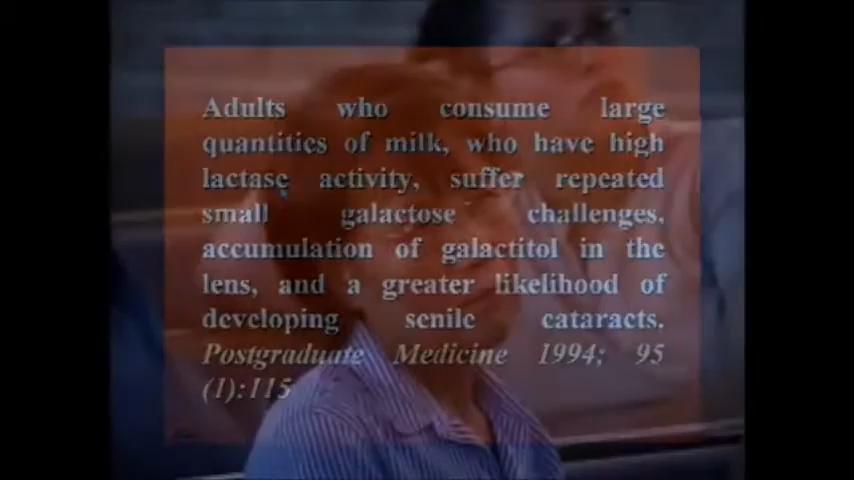 Adults who consume large
quantities of milk, who have high
lactase activity, suffer repeated
small galactose challenges,
accumulation of galactitol in the
lens, and a greater likelihood of
developing senile cataracts.
Postgraduate Medicine 1994; 95
(1):115